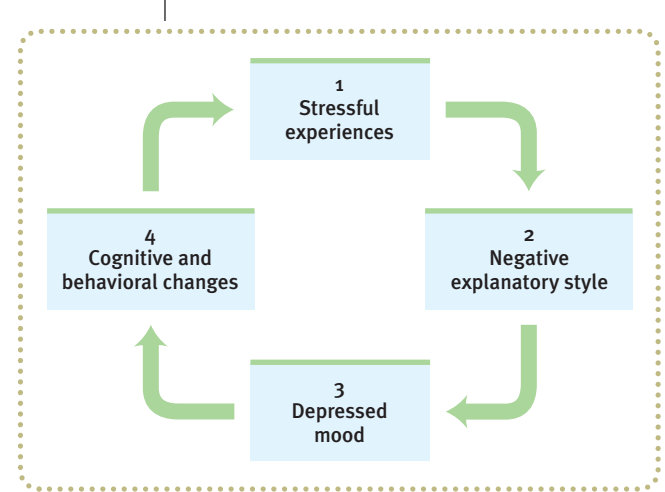 1
Stressful
experiences
2
Negative
explanatory style
3
Depressed
mood
4
Cognitive and
behavioral changes